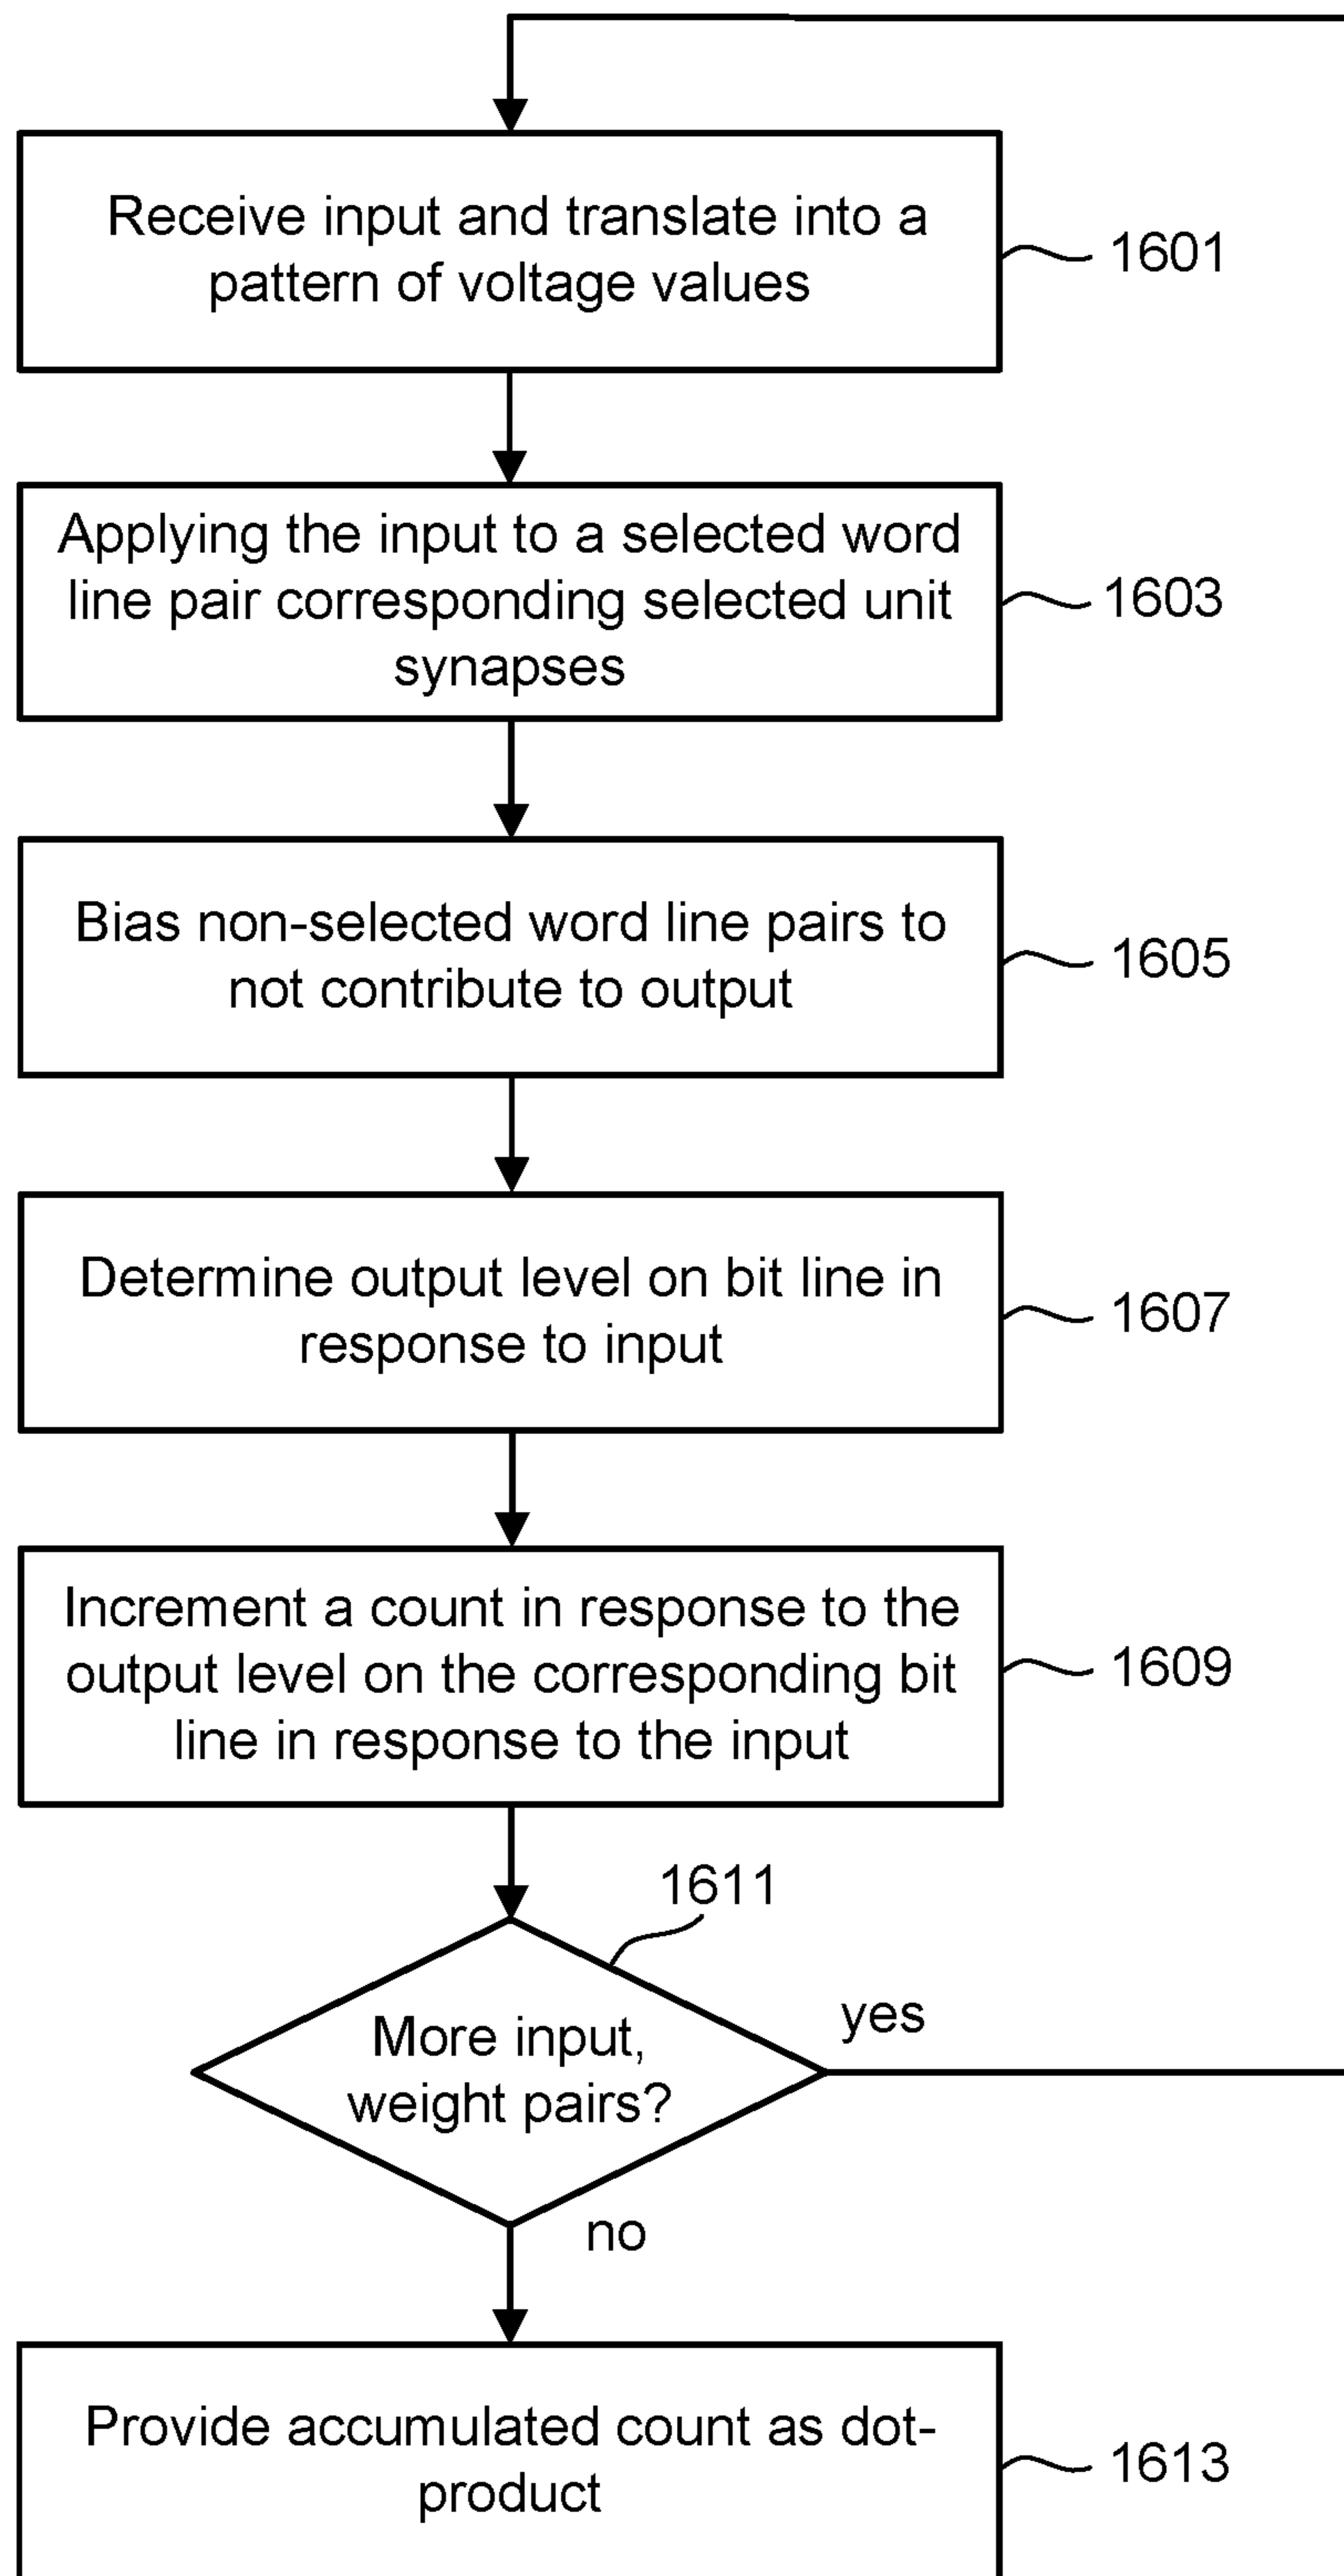 Receive input and translate into a
pattern of voltage values
1601
Applying the input to a selected word
line pair corresponding selected unit
synapses
1603
Bias non-selected word line pairs to
not contribute to output
1605
Determine output level on bit line in
response to input
1607
Increment a count in response to the
output level on the corresponding bit
line in response to the input
1609
1611
More input,
weight pairs?
yes
no
Provide accumulated count as dot-
product
1613